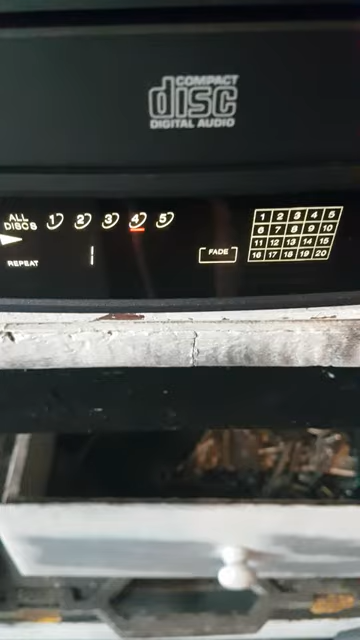 COMPACT
disc
DIGITAL AUDIO
ALL DISCS 1 2 3 4 5
REPEAT
FADE
1 2 3 4 5
6 7 8 9 10
11 12 13 14 15
16 17 18 19 20